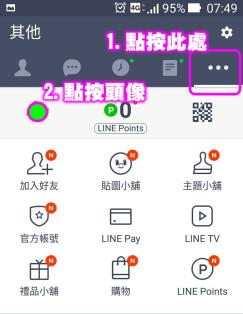 4G 95% 07:49
其他
1. 點按此處
2. 點按頭像
P 0
LINE Points
N N N
加入好友 貼圖小舖 主題小舖
N N
官方帳號 LINE Pay LINE TV
N N P N
禮品小舖 購物 LINE Points